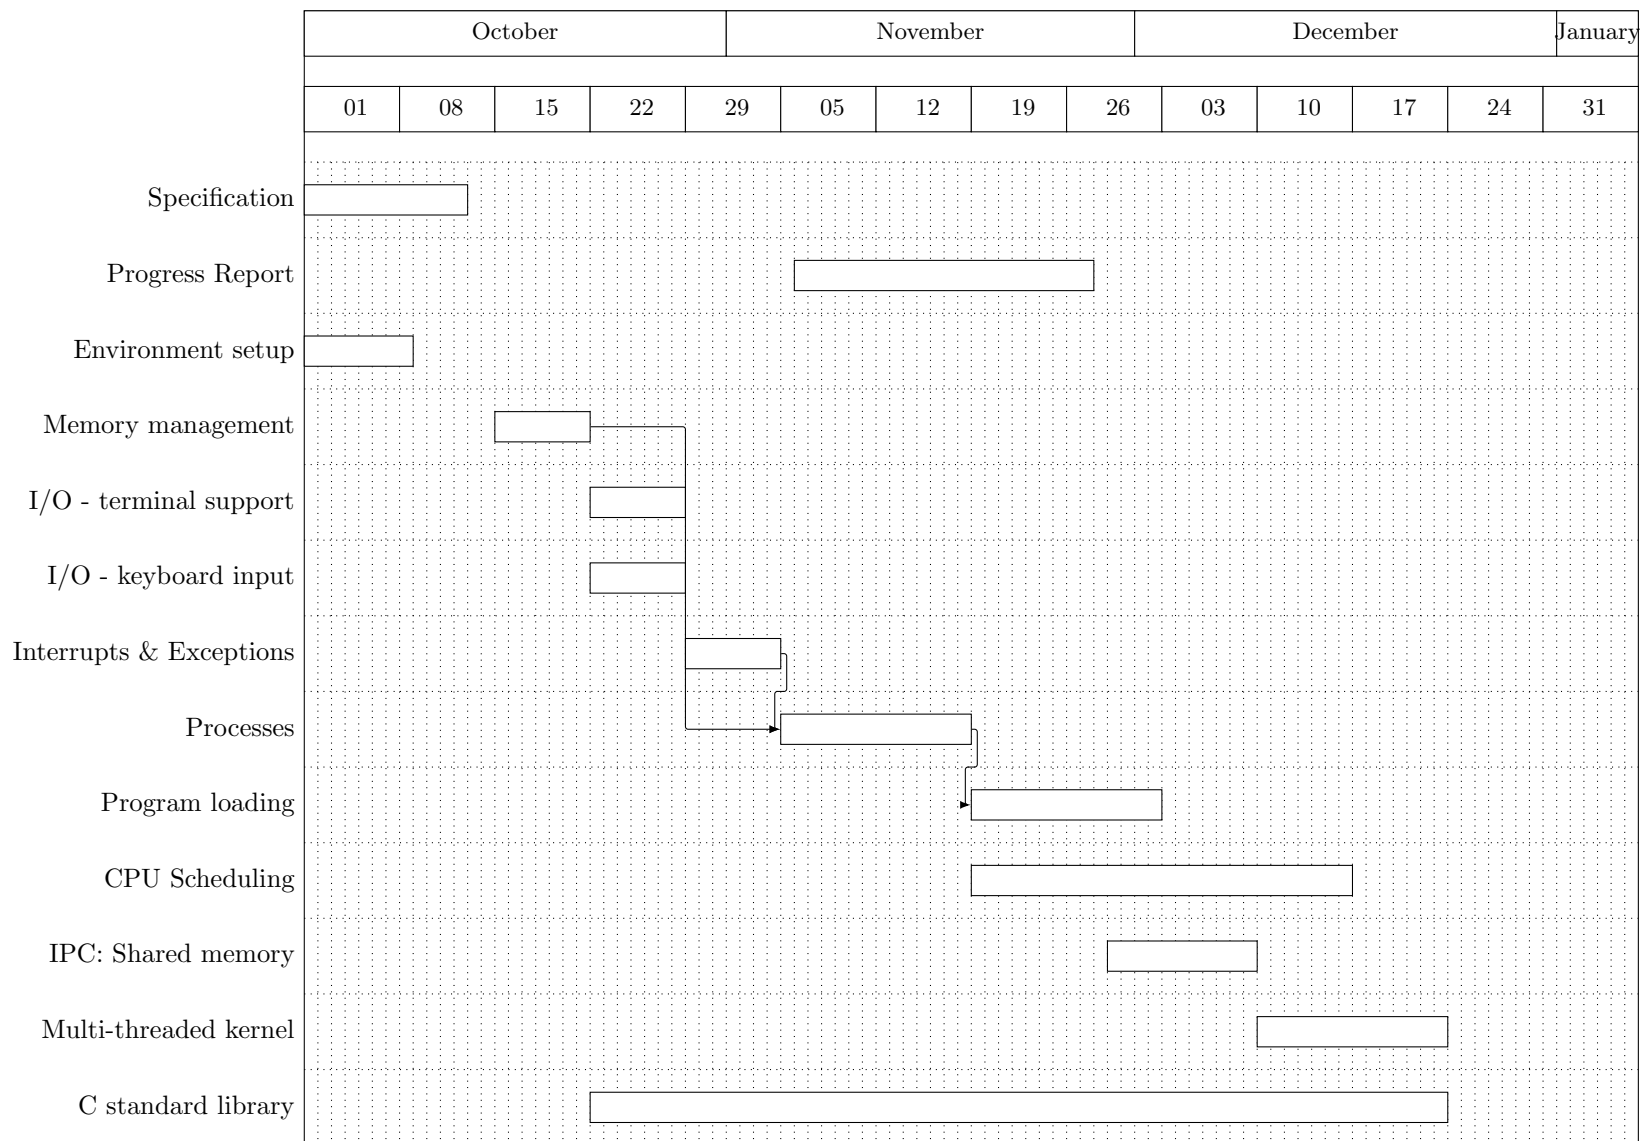 October November December January
01 08 15 22 29 05 12 19 26 03 10 17 24 31
Specification
Progress Report
Environment setup
Memory management
I/O - terminal support
I/O - keyboard input
Interrupts & Exceptions
Processes
Program loading
CPU Scheduling
IPC: Shared memory
Multi-threaded kernel
C standard library